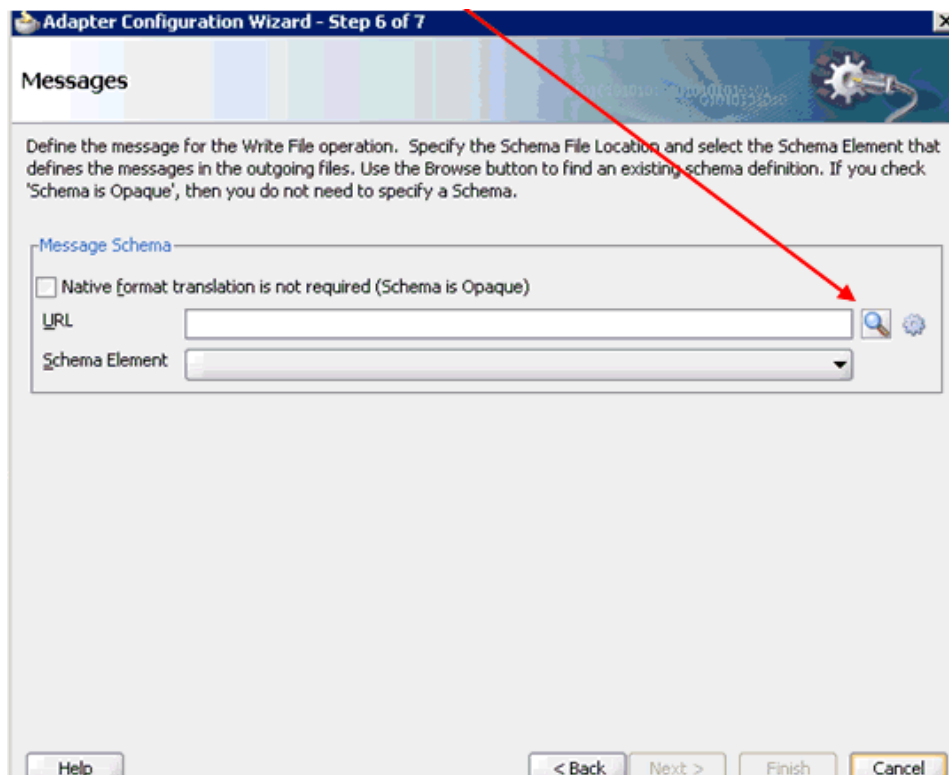 Adapter Configuration Wizard - Step 6 of 7
Messages
Define the message for the Write File operation. Specify the Schema File Location and select the Schema Element that
defines the messages in the outgoing files. Use the Browse button to find an existing schema definition. If you check
'Schema is Opaque', then you do not need to specify a Schema.
Message Schema
Native format translation is not required (Schema is Opaque)
URL
Schema Element
Help
< Back
Next >
Finish
Cancel